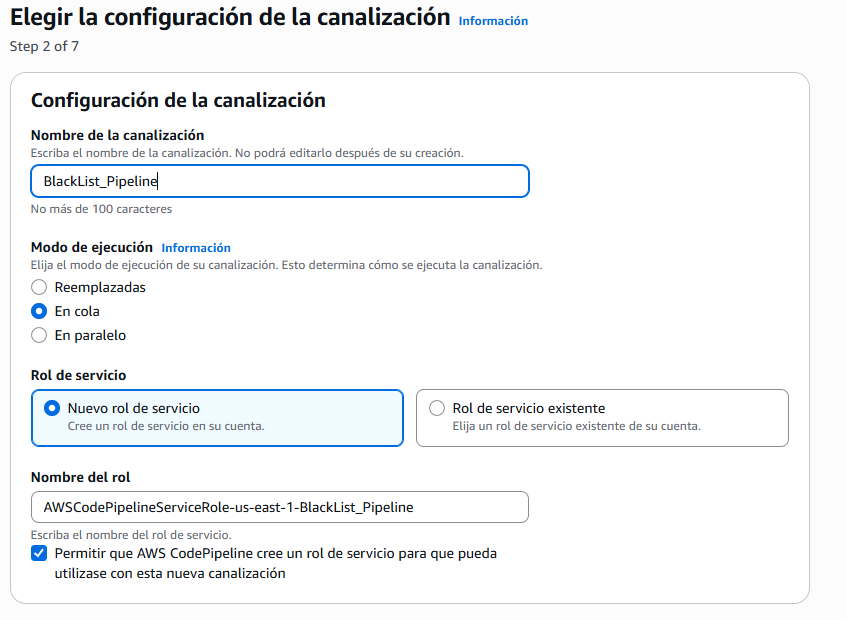 Elegir la configuración de la canalización Información
Step 2 of 7
Configuración de la canalización
Nombre de la canalización
Escriba el nombre de la canalización. No podrá editarlo después de su creación.
BlackList_Pipeline
No más de 100 caracteres
Modo de ejecución Información
Elija el modo de ejecución de su canalización. Esto determina cómo se ejecuta la canalización.
Reemplazadas
En cola
En paralelo
Rol de servicio
Nuevo rol de servicio
Cree un rol de servicio en su cuenta.
Rol de servicio existente
Elija un rol de servicio existente de su cuenta.
Nombre del rol
AWSCodePipelineServiceRole-us-east-1-BlackList_Pipeline
Escriba el nombre del rol de servicio.
Permitir que AWS CodePipeline cree un rol de servicio para que pueda
utilizase con esta nueva canalización